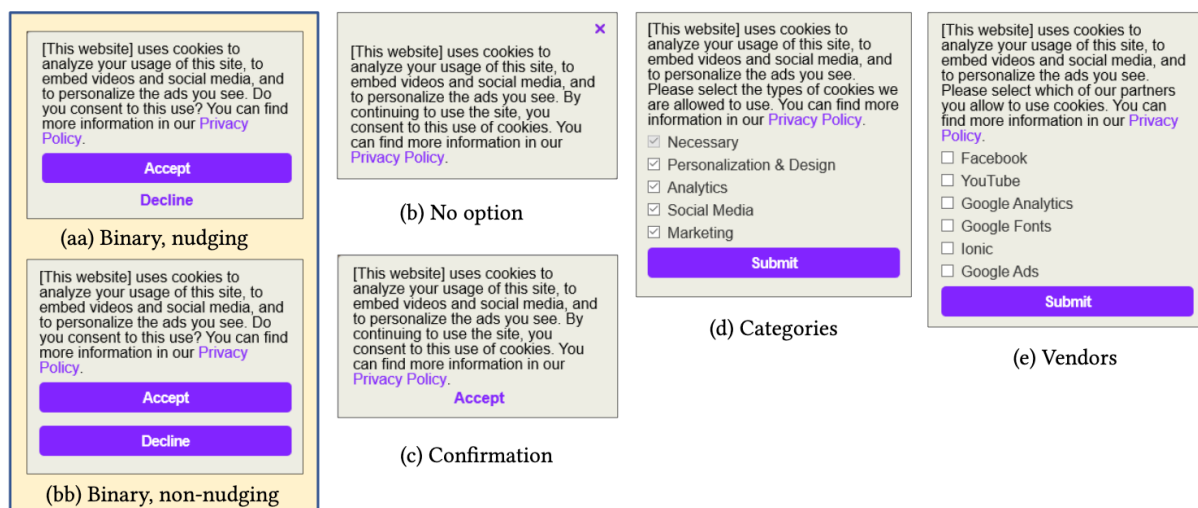 [This website] uses cookies to
analyze your usage of this site, to
embed videos and social media, and
to personalize the ads you see. Do
you consent to this use? You can find
more information in our Privacy
Policy.
Accept
Decline
(aa) Binary, nudging
[This website] uses cookies to
analyze your usage of this site, to
embed videos and social media, and
to personalize the ads you see. Do
you consent to this use? You can find
more information in our Privacy
Policy.
Accept
Decline
(bb) Binary, non-nudging
[This website] uses cookies to
analyze your usage of this site, to
embed videos and social media, and
to personalize the ads you see. By
continuing to use the site, you
consent to this use of cookies. You
can find more information in our
Privacy Policy.
(b) No option
[This website] uses cookies to
analyze your usage of this site, to
embed videos and social media, and
to personalize the ads you see. By
continuing to use the site, you
consent to this use of cookies. You
can find more information in our
Privacy Policy.
Accept
(c) Confirmation
[This website] uses cookies to
analyze your usage of this site, to
embed videos and social media, and
to personalize the ads you see.
Please select the types of cookies we
are allowed to use. You can find more
information in our Privacy Policy.
Necessary
Personalization & Design
Analytics
Social Media
Marketing
Submit
(d) Categories
[This website] uses cookies to
analyze your usage of this site, to
embed videos and social media, and
to personalize the ads you see.
Please select which of our partners
you allow to use cookies. You can
find more information in our Privacy
Policy.
Facebook
YouTube
Google Analytics
Google Fonts
Ionic
Google Ads
Submit
(e) Vendors